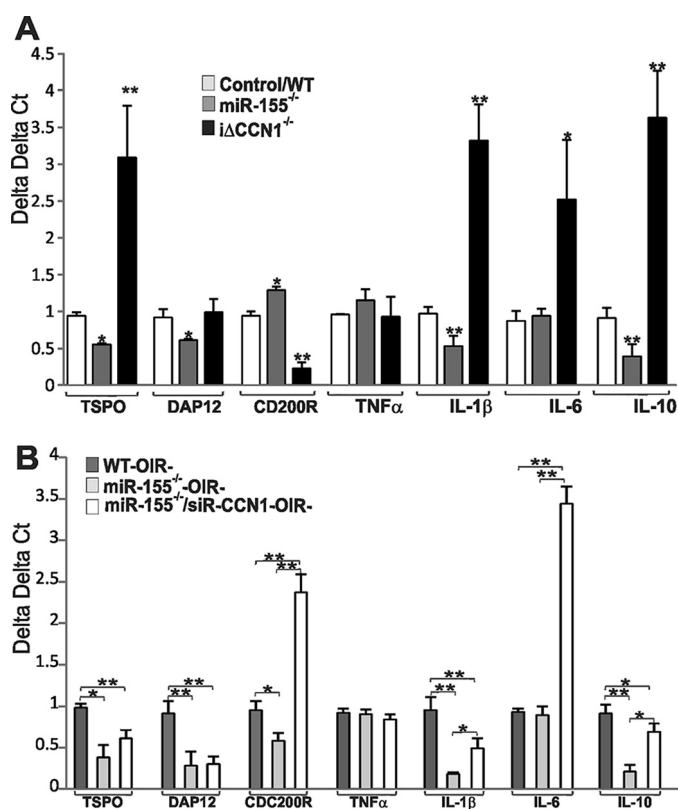 A
Delta Delta Ct
4.5
4
3.5
3
2.5
2
1.5
1
0.5
0
Control/WT
miR-155-/-
iΔCCN1-/-
** ** * **
* * * ** ** **
TSPO DAP12 CD200R TNFα IL-1β IL-6 IL-10
B
Delta Delta Ct
4
3.5
3
2.5
2
1.5
1
0.5
0
WT-OIR-
miR-155-/--OIR-
miR-155-/-/siR-CCN1-OIR-
**
**
**
**
** ** ** *
* ** * ** **
* *
TSPO DAP12 CDC200R TNFα IL-1β IL-6 IL-10